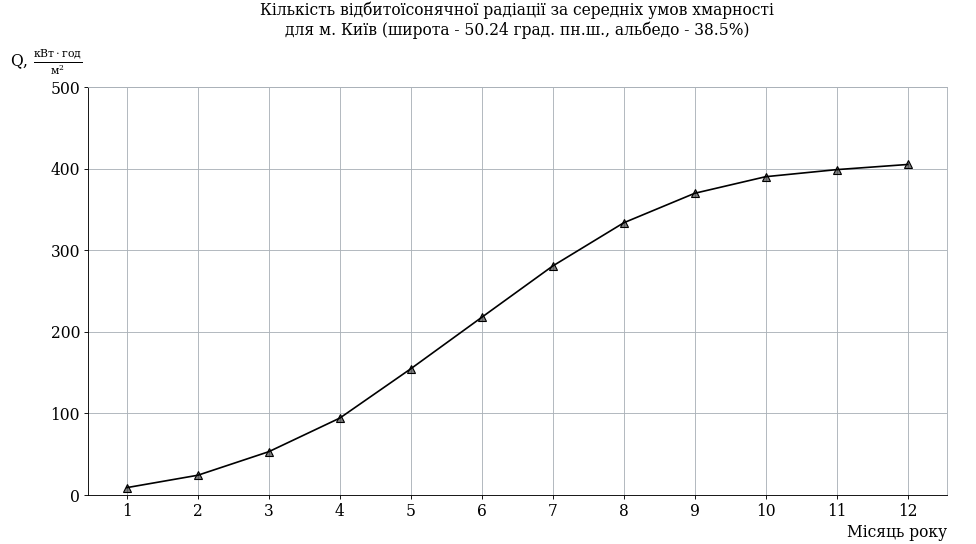 Кількість відбитоїсонячної радіації за середніх умов хмарності
для м. Київ (широта - 50.24 град. пн.ш., альбедо - 38.5%)
Q, кВт · год / м²
500
400
300
200
100
0
1 2 3 4 5 6 7 8 9 10 11 12
Місяць року